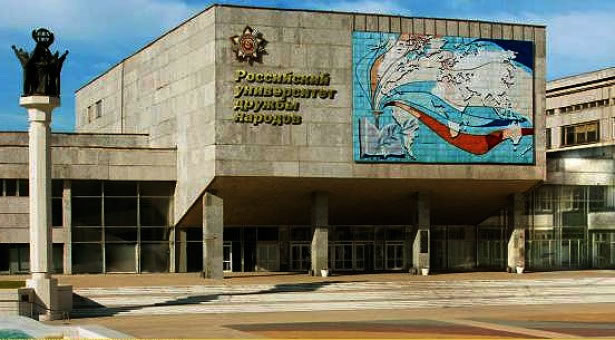 Российский
университет
дружбы
народов